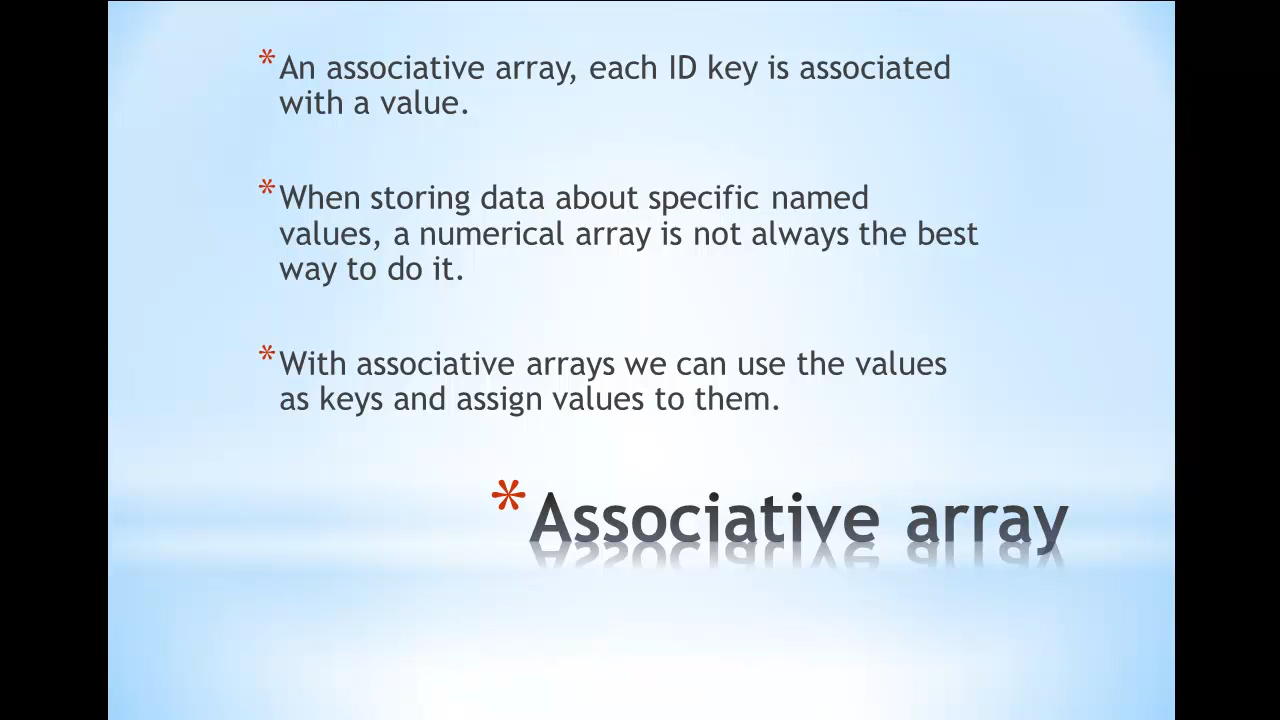 * An associative array, each ID key is associated
with a value.
* When storing data about specific named
values, a numerical array is not always the best
way to do it.
* With associative arrays we can use the values
as keys and assign values to them.
* Associative array